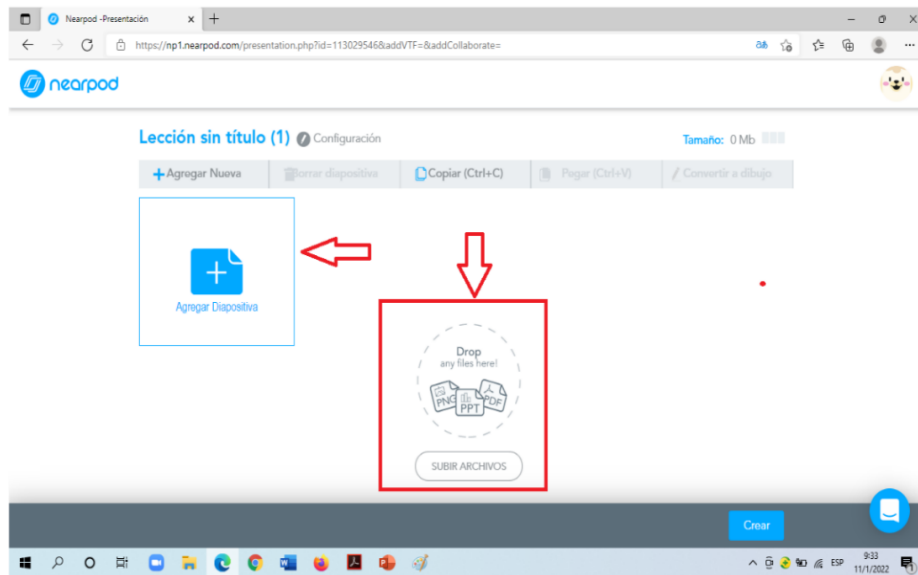 Nearpod -Presentación
https://np1.nearpod.com/presentation.php?id=113029546&addVTF=&addCollaborate=
nearpod
Lección sin título (1) Configuración
Tamaño: 0 Mb
Agregar Nueva Borrar diapositiva Copiar (Ctrl+C) Pegar (Ctrl+V) Convertir a dibujo
Agregar Diapositiva
Drop
any files here!
PNG PPT PDF
SUBIR ARCHIVOS
Crear
ESP
9:33
11/1/2022